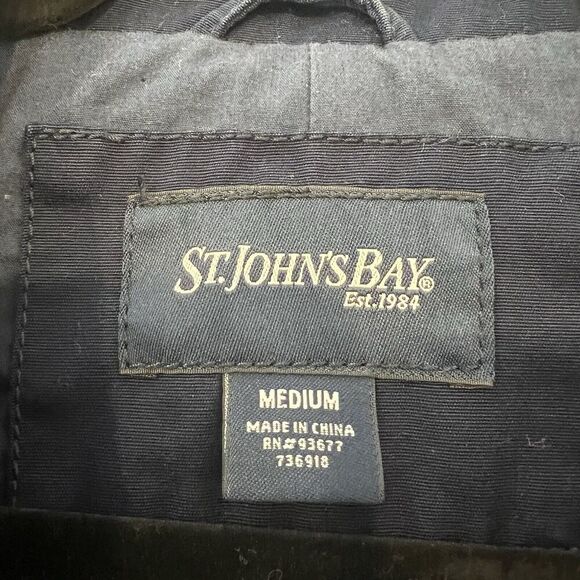 ST. JOHN'S BAY®
Est. 1984
MEDIUM
MADE IN CHINA
RN#93677
736918